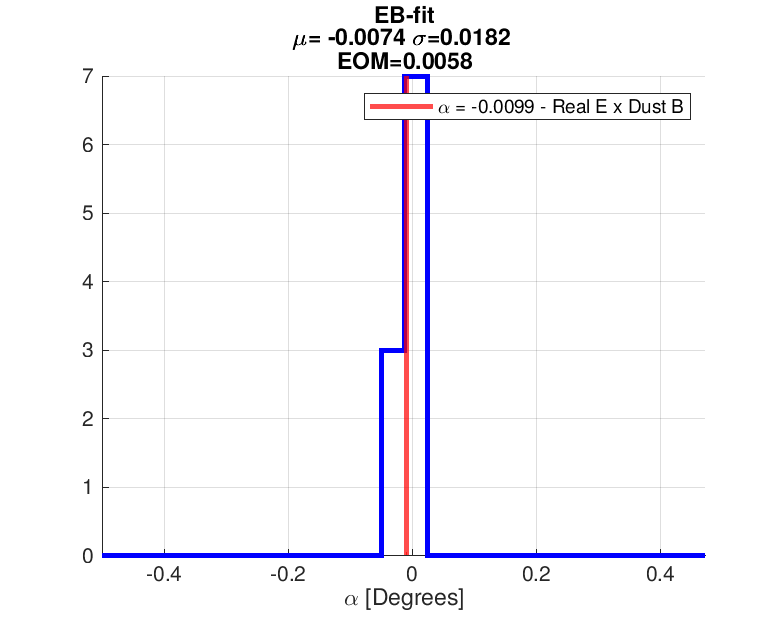 EB-fit
μ= -0.0074 σ=0.0182
EOM=0.0058
7
α = -0.0099 - Real E x Dust B
6
5
4
3
2
1
0
-0.4 -0.2 0 0.2 0.4
α [Degrees]